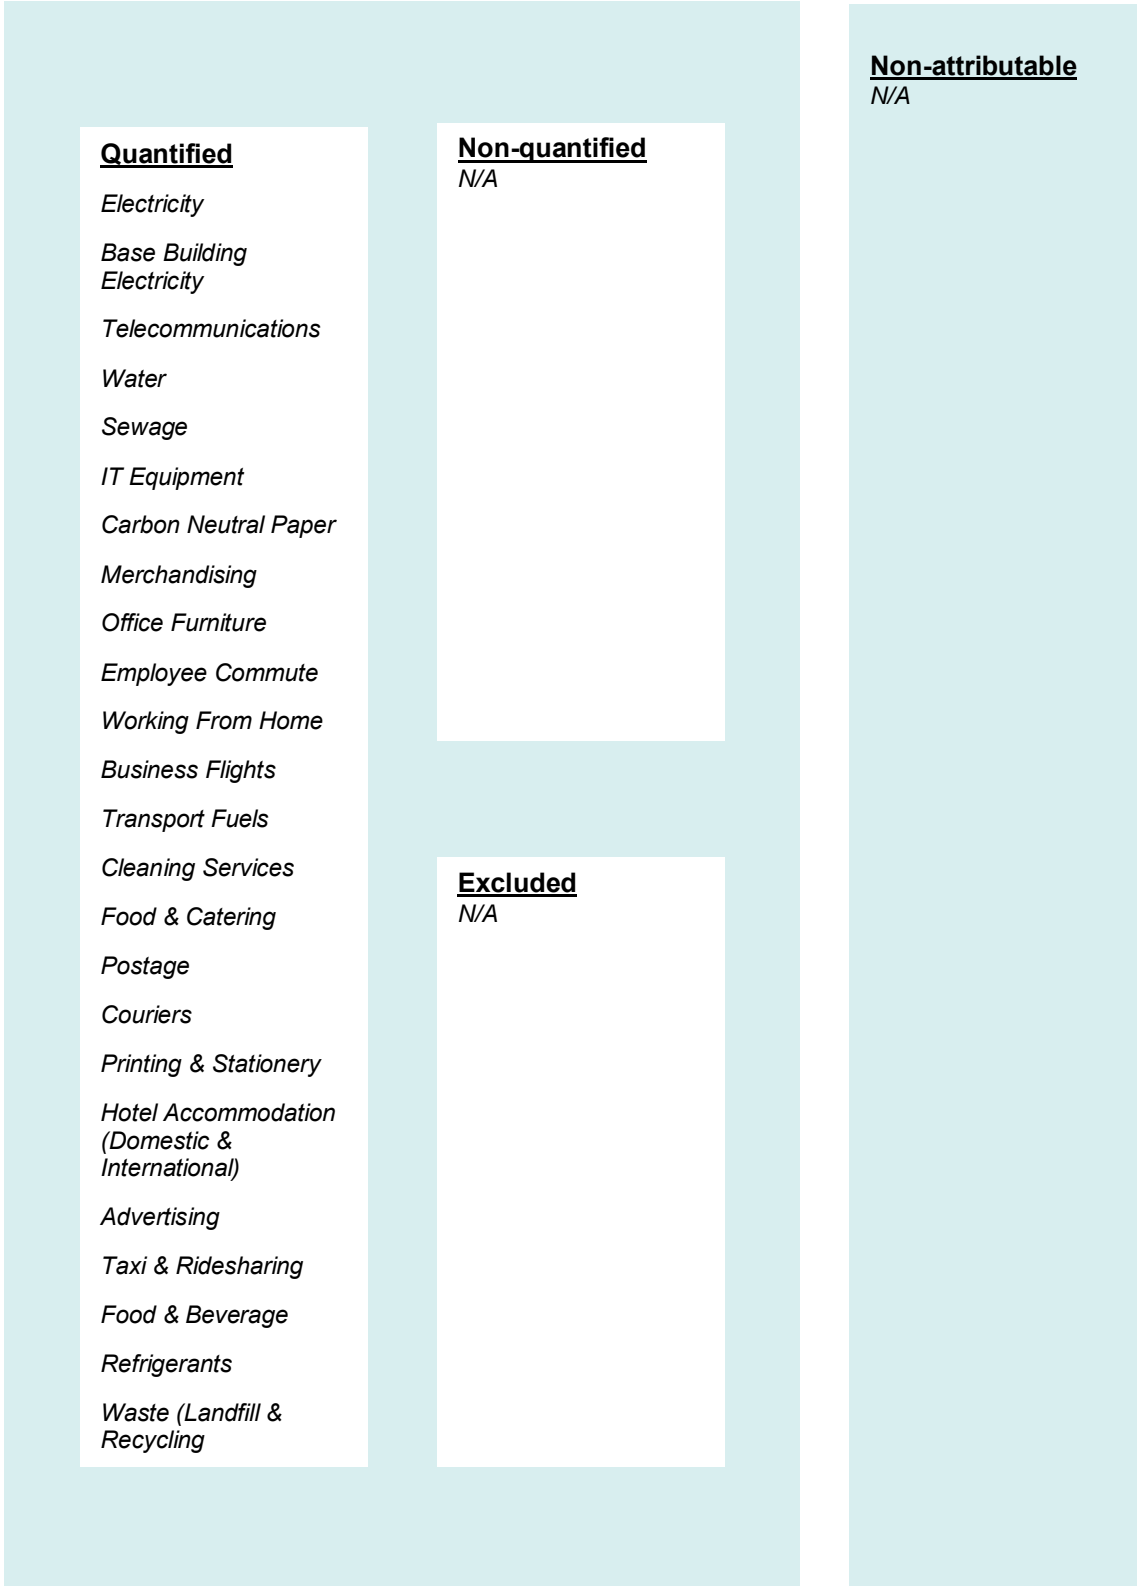 Quantified
Electricity
Base Building
Electricity
Telecommunications
Water
Sewage
IT Equipment
Carbon Neutral Paper
Merchandising
Office Furniture
Employee Commute
Working From Home
Business Flights
Transport Fuels
Cleaning Services
Food & Catering
Postage
Couriers
Printing & Stationery
Hotel Accommodation
(Domestic &
International)
Advertising
Taxi & Ridesharing
Food & Beverage
Refrigerants
Waste (Landfill &
Recycling
Non-quantified
N/A
Excluded
N/A
Non-attributable
N/A